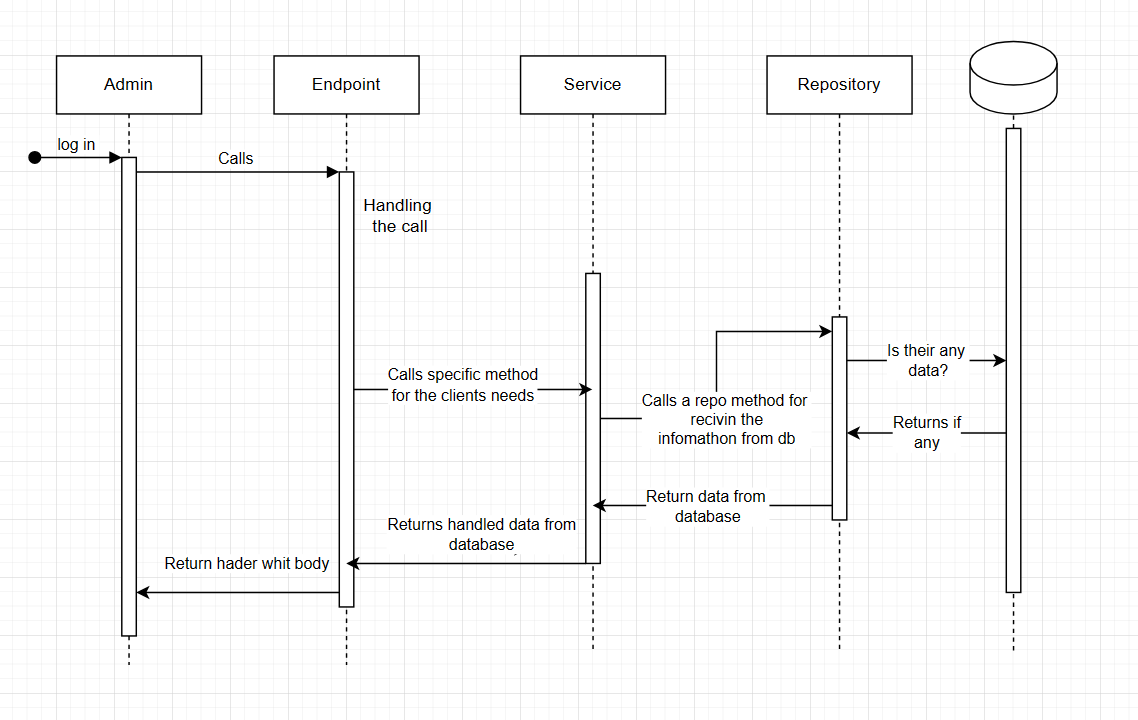 Admin
Endpoint
Service
Repository
log in
Calls
Handling
the call
Is their any
data?
Calls specific method
for the clients needs
Calls a repo method for
recivin the
infomathon from db
Returns if
any
Return data from
database
Returns handled data from
database
Return hader whit body